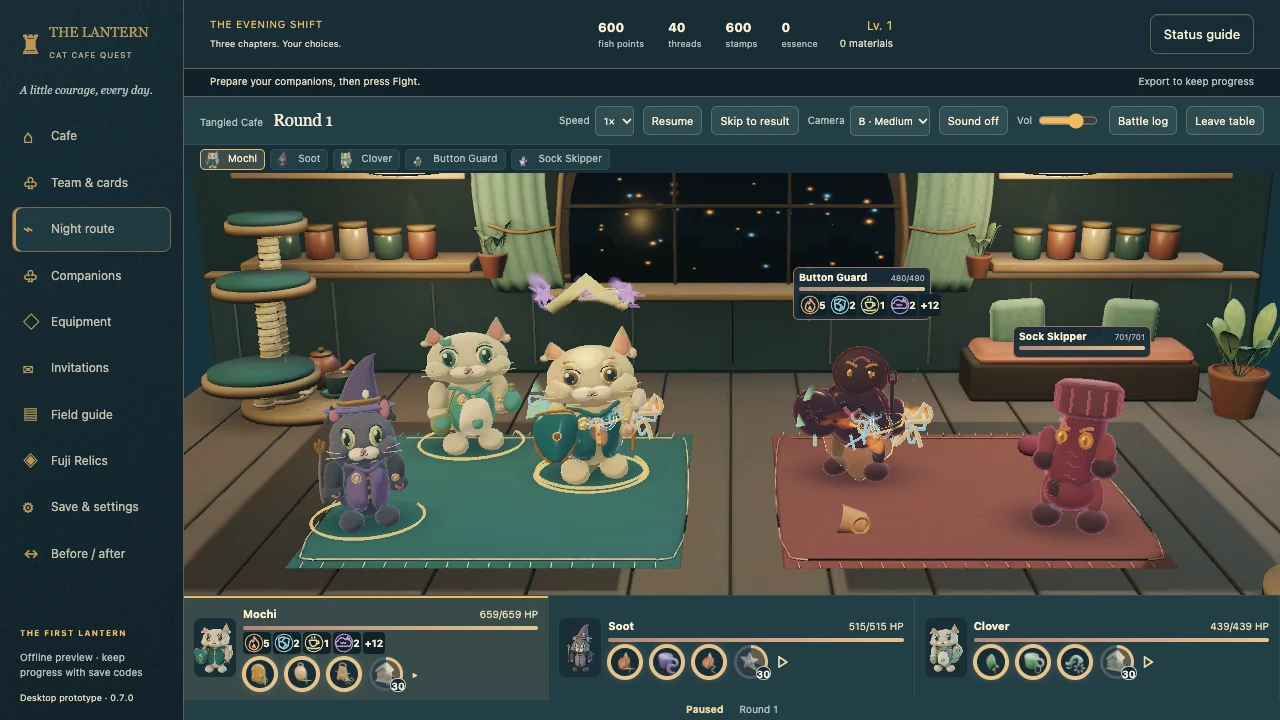 THE LANTERN
CAT CAFE QUEST
A little courage, every day.
Cafe
Team & cards
Night route
Companions
Equipment
Invitations
Field guide
Fuji Relics
Save & settings
Before / after
THE FIRST LANTERN
Offline preview · keep
progress with save codes
Desktop prototype · 0.7.0
THE EVENING SHIFT
Three chapters. Your choices.
600
fish points
40
threads
600
stamps
0
essence
Lv. 1
0 materials
Status guide
Prepare your companions, then press Fight.
Export to keep progress
Tangled Cafe
Round 1
Speed
1x
Resume
Skip to result
Camera
B · Medium
Sound off
Vol
Battle log
Leave table
Mochi
Soot
Clover
Button Guard
Sock Skipper
Button Guard 480/480
5 2 1 2 +12
Sock Skipper 701/701
Mochi 659/659 HP
5 2 1 2 +12
30
Soot 515/515 HP
30
Clover 439/439 HP
30
Paused Round 1